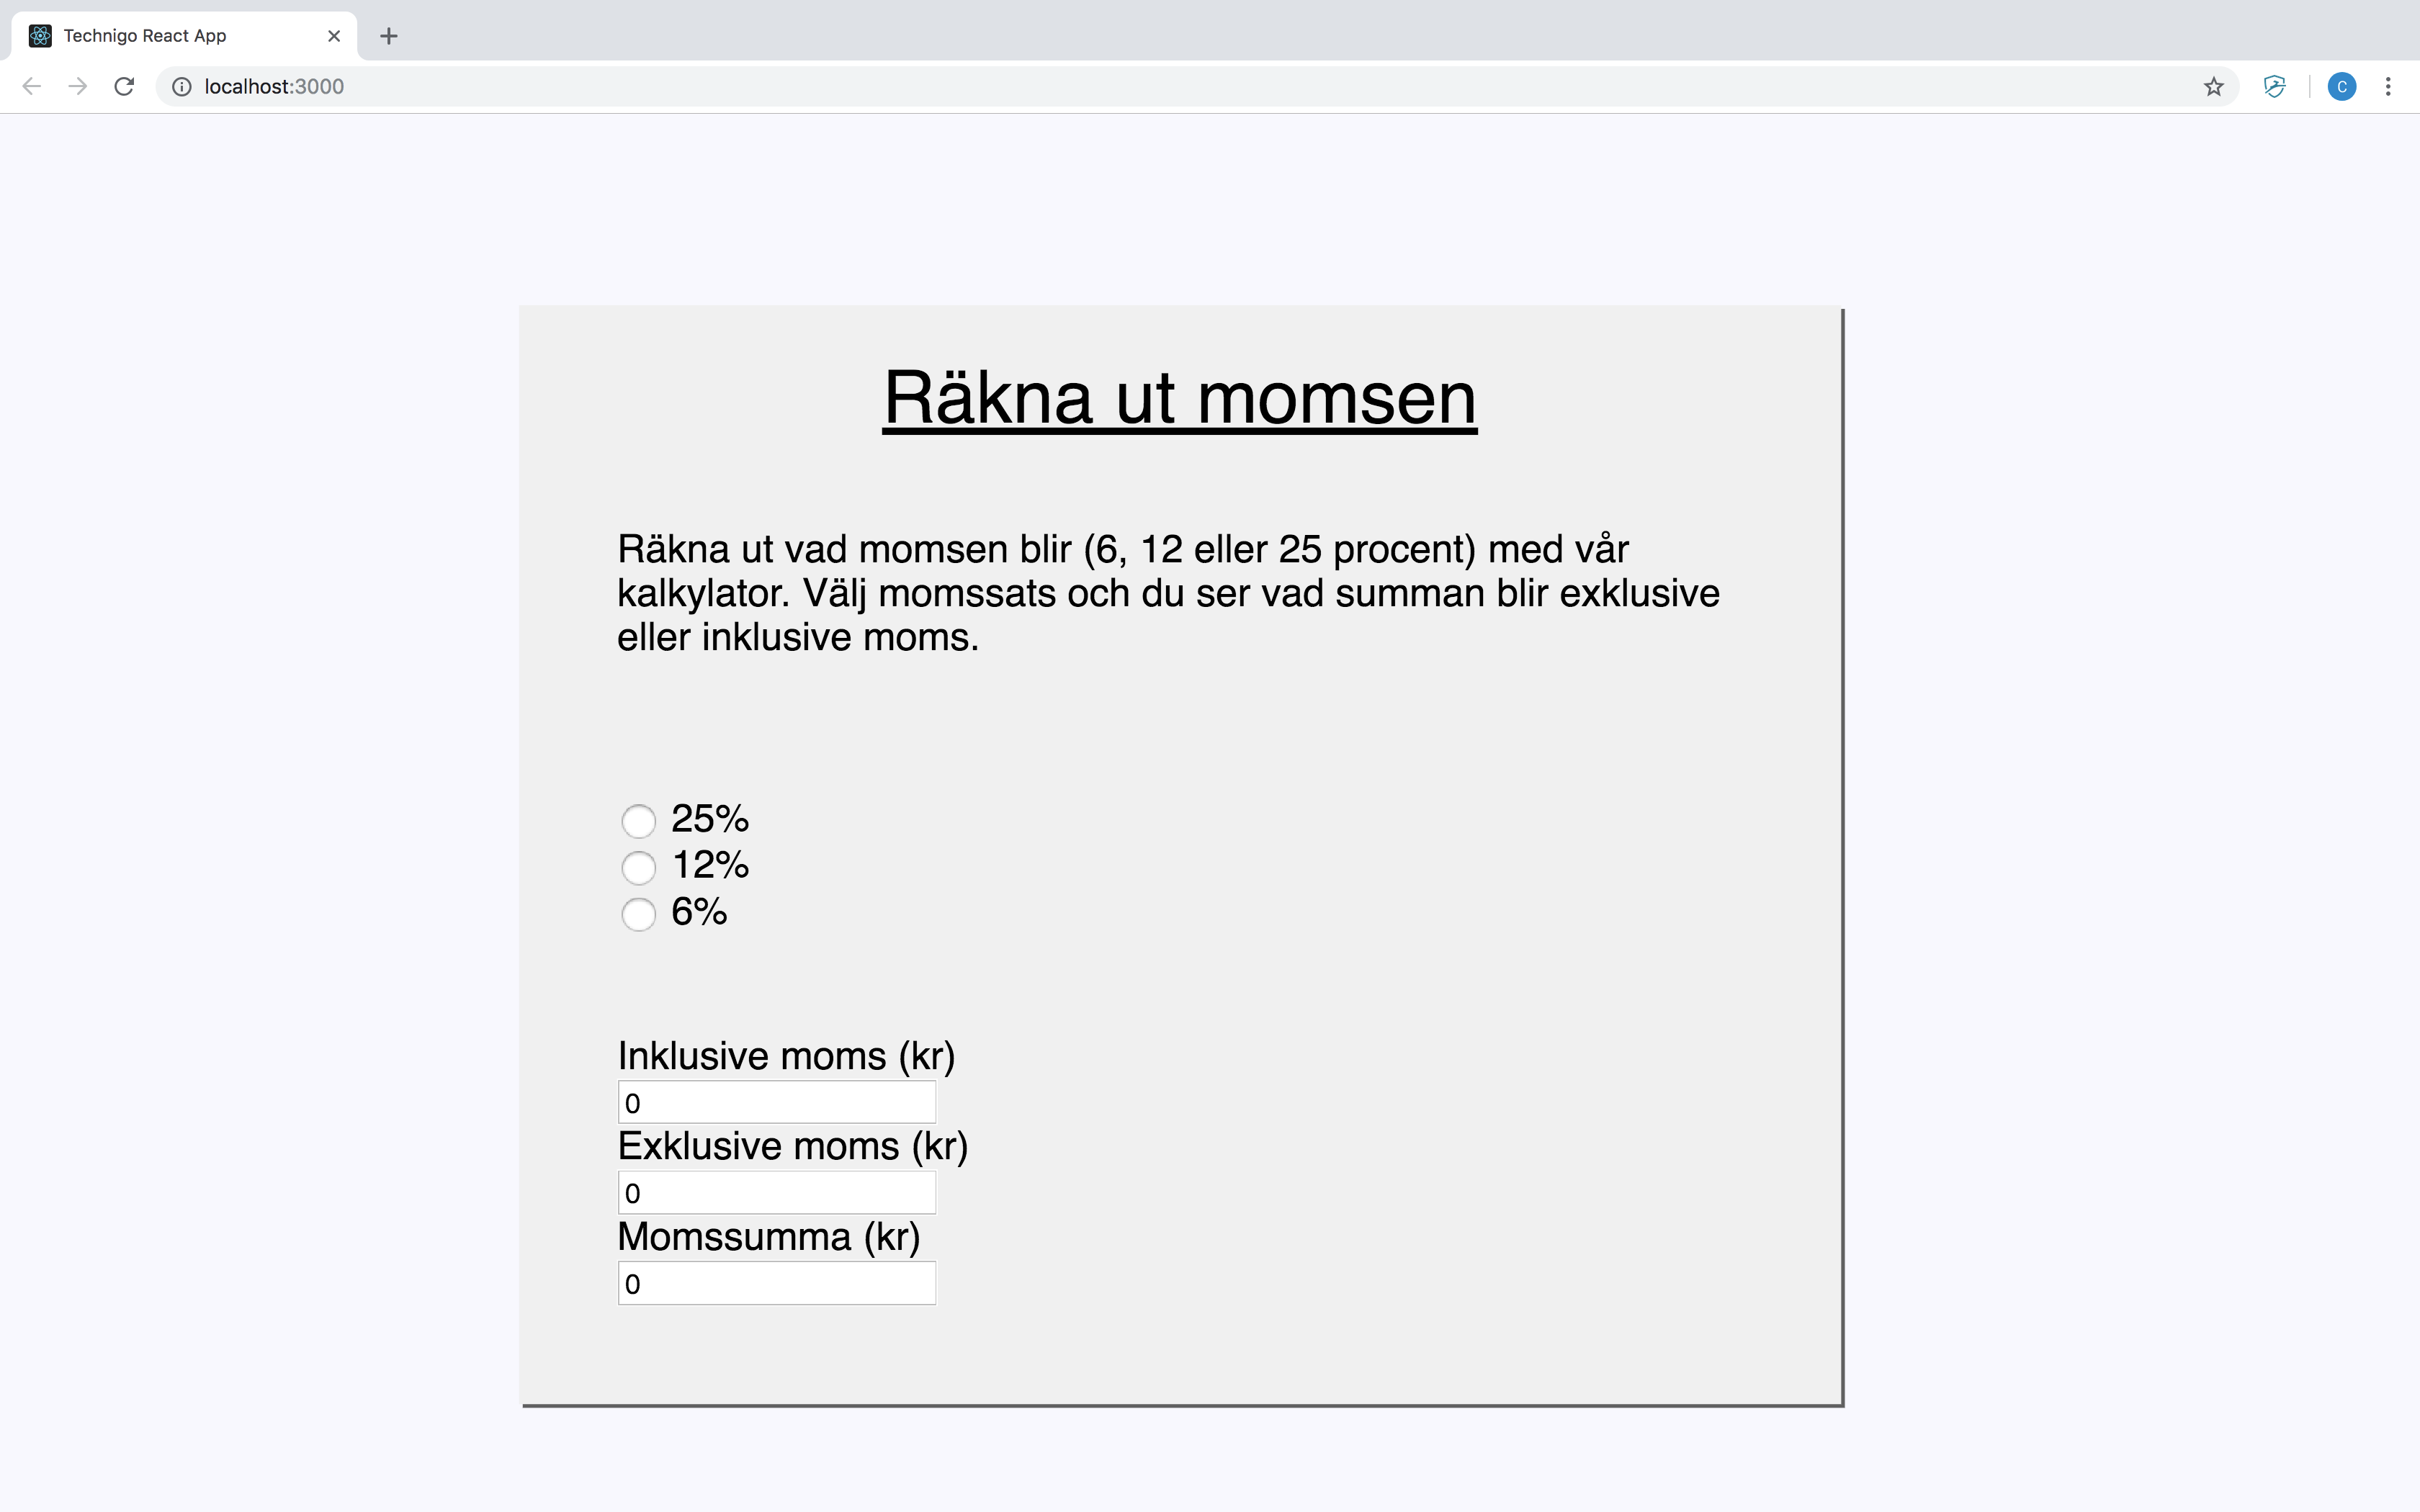 Technigo React App
localhost:3000
C
Räkna ut momsen
Räkna ut vad momsen blir (6, 12 eller 25 procent) med vår
kalkylator. Välj momssats och du ser vad summan blir exklusive
eller inklusive moms.
25%
12%
6%
Inklusive moms (kr)
0
Exklusive moms (kr)
0
Momssumma (kr)
0